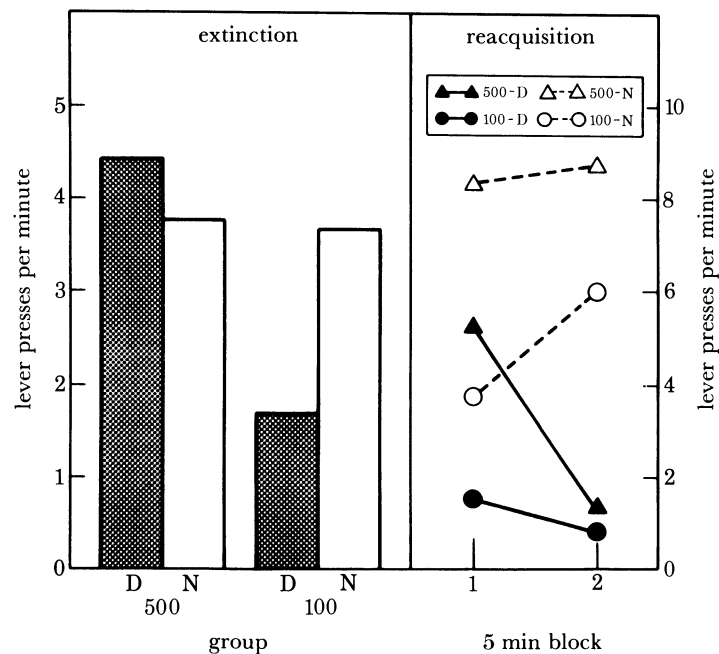 extinction
reacquisition
500-D 500-N
100-D 100-N
lever presses per minute
5
4
3
2
1
0
D N D N
500 100
group
10
8
6
4
2
0
lever presses per minute
1 2
5 min block